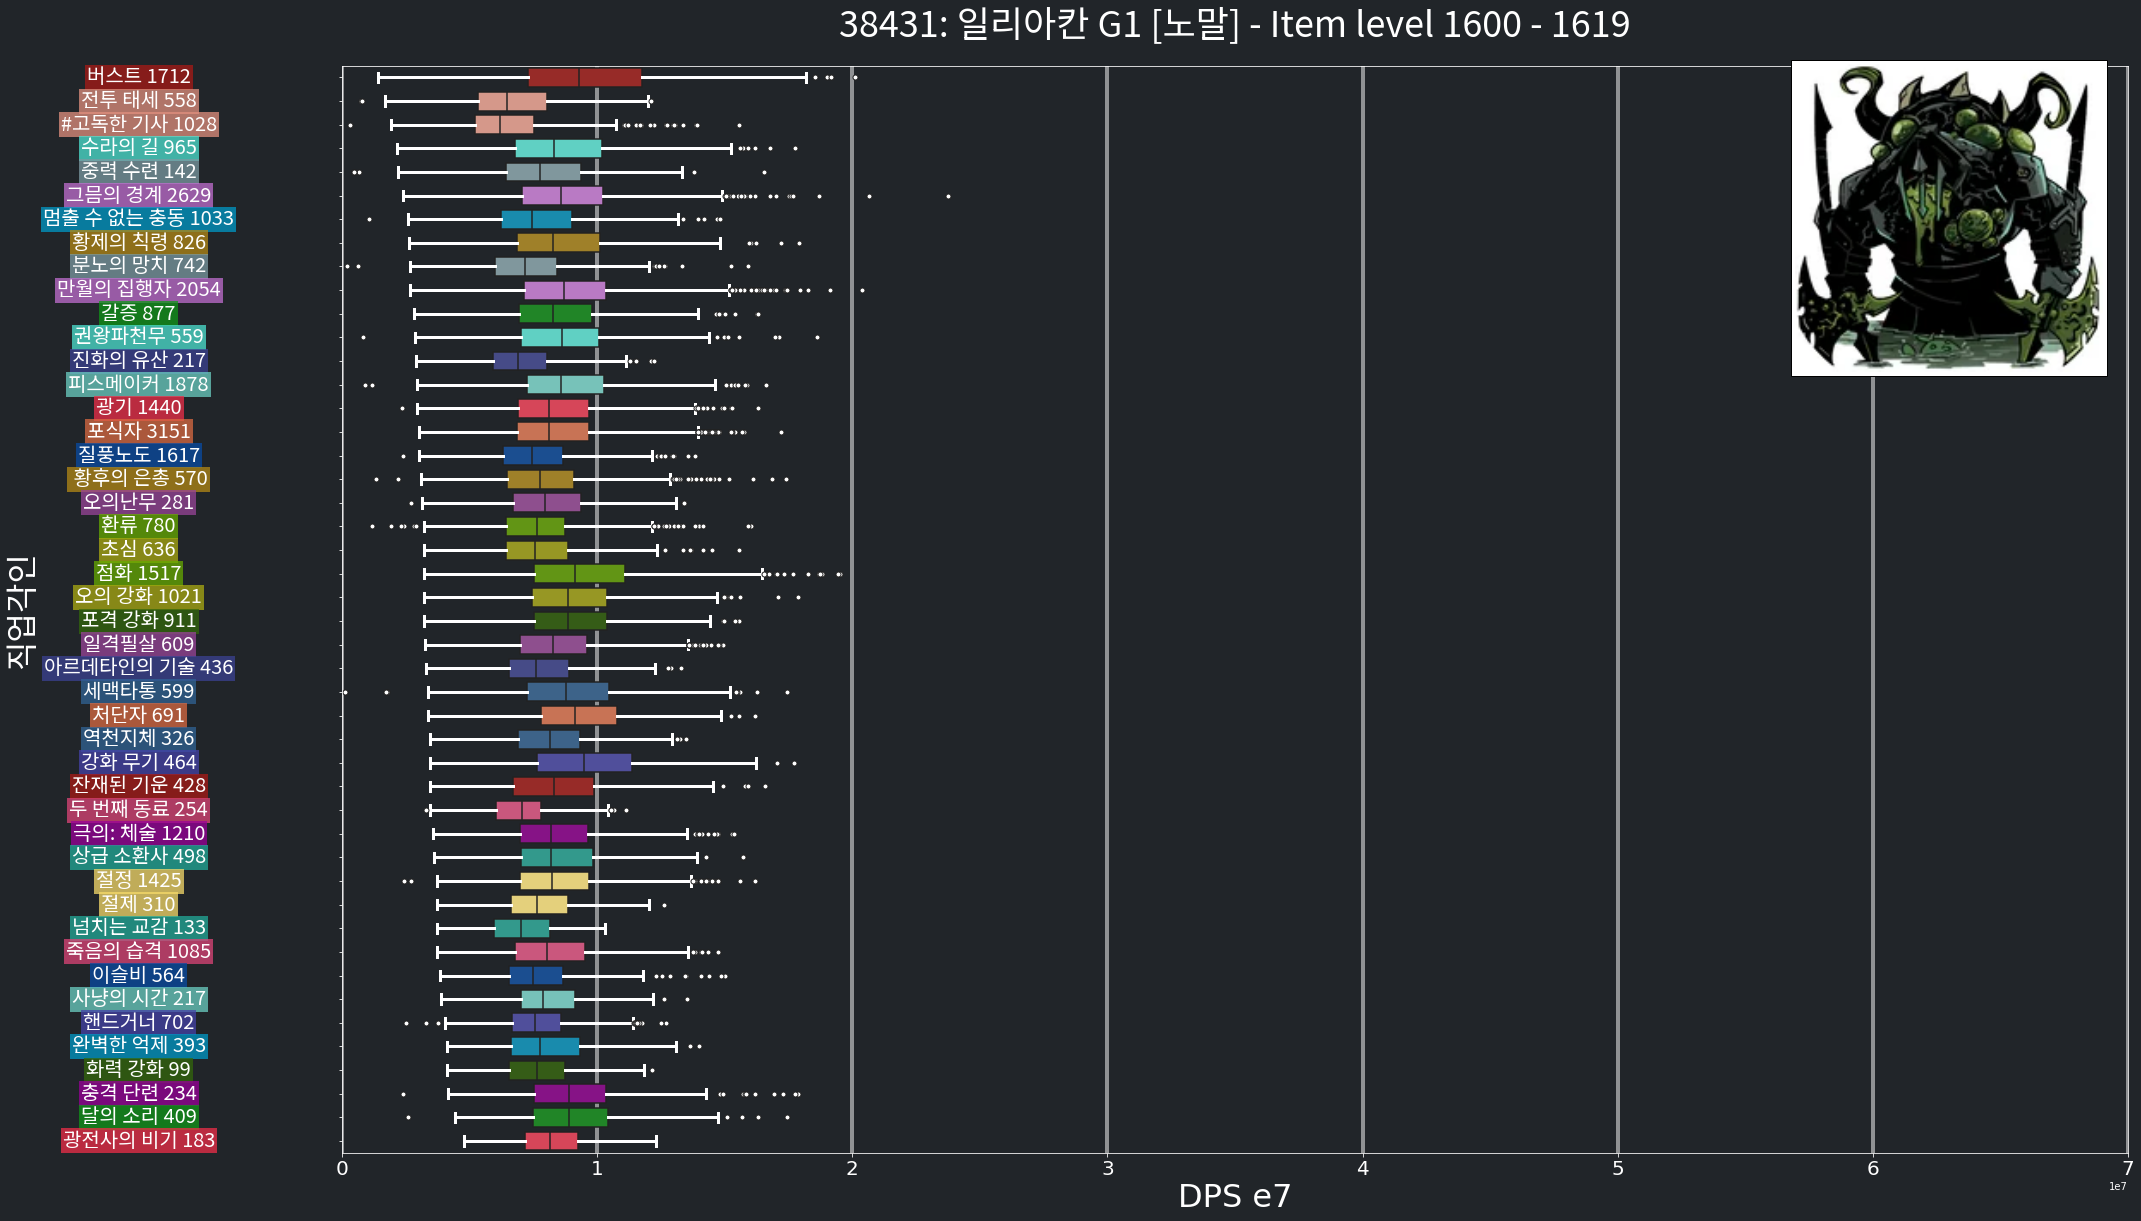 38431: 일리아칸 G1 [노말] - Item level 1600 - 1619
버스트 1712
전투 태세 558
#고독한 기사 1028
수라의 길 965
중력 수련 142
그믐의 경계 2629
멈출 수 없는 충동 1033
황제의 칙령 826
분노의 망치 742
만월의 집행자 2054
갈증 877
권왕파천무 559
진화의 유산 217
피스메이커 1878
광기 1440
포식자 3151
질풍노도 1617
황후의 은총 570
오의난무 281
환류 780
초심 636
점화 1517
오의 강화 1021
포격 강화 911
일격필살 609
아르데타인의 기술 436
세맥타통 599
처단자 691
역천지체 326
강화 무기 464
잔재된 기운 428
두 번째 동료 254
극의: 체술 1210
상급 소환사 498
절정 1425
절제 310
넘치는 교감 133
죽음의 습격 1085
이슬비 564
사냥의 시간 217
핸드거너 702
완벽한 억제 393
화력 강화 99
충격 단련 234
달의 소리 409
광전사의 비기 183
직업각인
0 1 2 3 4 5 6 7
DPS e7
1e7